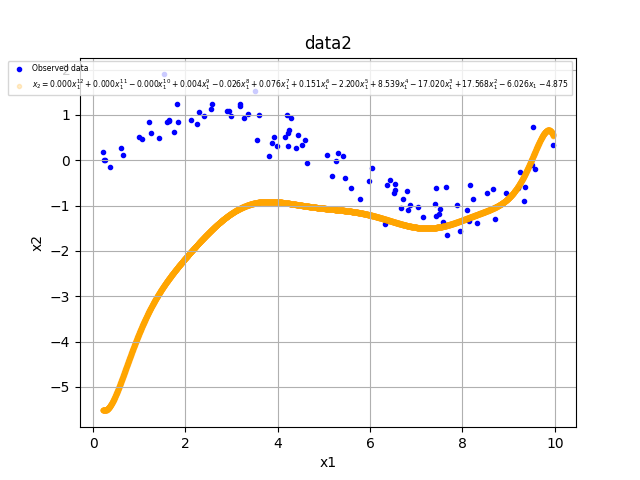 data2
Observed data
x₂ = 0.000x₁¹² + 0.000x₁¹¹ −0.000x₁¹⁰ + 0.004x₁⁹ −0.026x₁⁸ + 0.076x₁⁷ + 0.151x₁⁶ −2.200x₁⁵ + 8.539x₁⁴ −17.020x₁³ + 17.568x₁² −6.026x₁ −4.875
2
1
0
−1
−2
−3
−4
−5
x2
0 2 4 6 8 10
x1